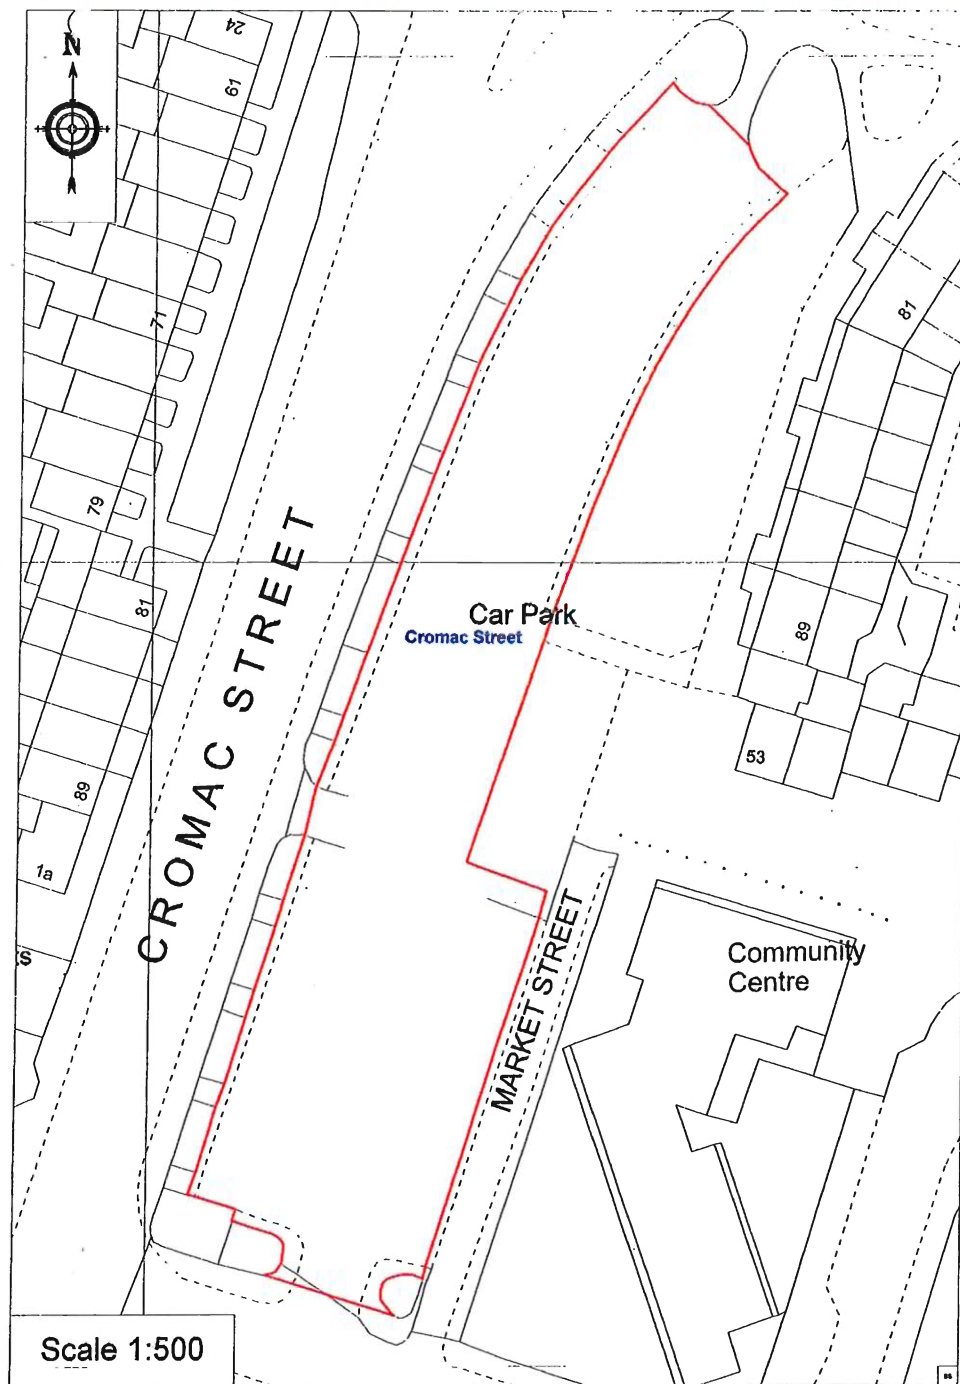 N
24
61
71
79
81
89
1a
CROMAC STREET
Car Park
Cromac Street
81
89
53
MARKET STREET
Community
Centre
Scale 1:500